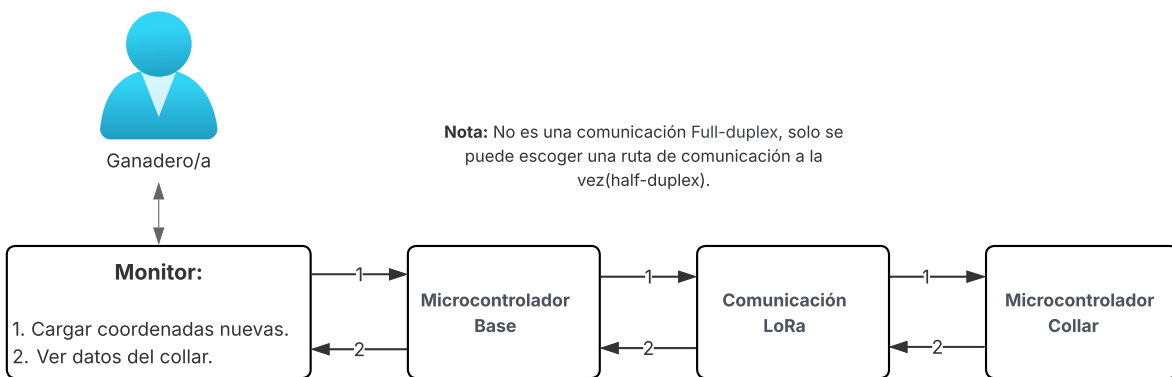 Ganadero/a
Nota: No es una comunicación Full-duplex, solo se
puede escoger una ruta de comunicación a la
vez(half-duplex).
Monitor:
1. Cargar coordenadas nuevas.
2. Ver datos del collar.
1
2
Microcontrolador
Base
1
2
Comunicación
LoRa
1
2
Microcontrolador
Collar